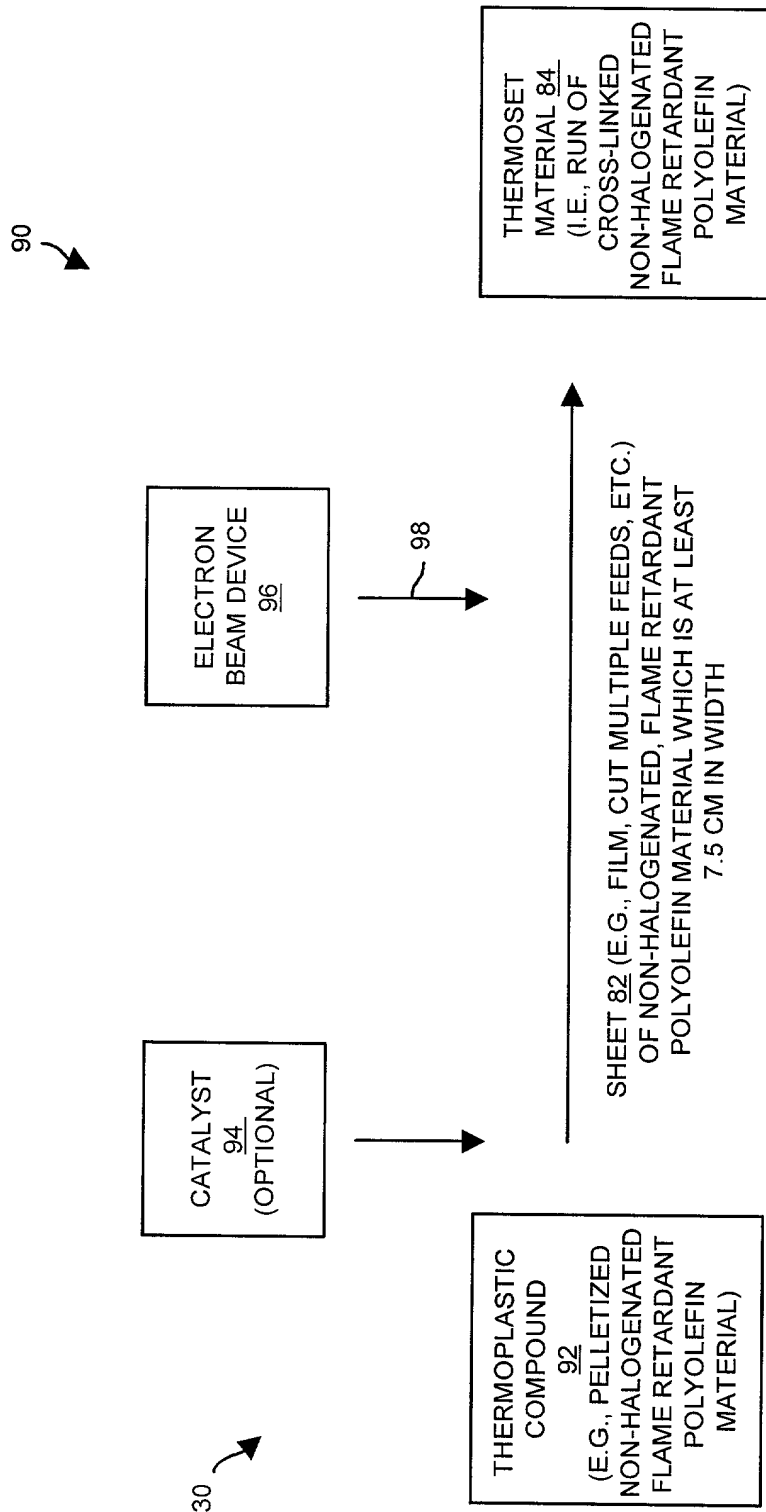 90
30
CATALYST
94
(OPTIONAL)
ELECTRON
BEAM DEVICE
96
98
THERMOPLASTIC
COMPOUND
92
(E.G., PELLETIZED
NON-HALOGENATED
FLAME RETARDANT
POLYOLEFIN
MATERIAL)
SHEET 82 (E.G., FILM, CUT MULTIPLE FEEDS, ETC.)
OF NON-HALOGENATED, FLAME RETARDANT
POLYOLEFIN MATERIAL WHICH IS AT LEAST
7.5 CM IN WIDTH
THERMOSET
MATERIAL 84
(I.E., RUN OF
CROSS-LINKED
NON-HALOGENATED
FLAME RETARDANT
POLYOLEFIN
MATERIAL)